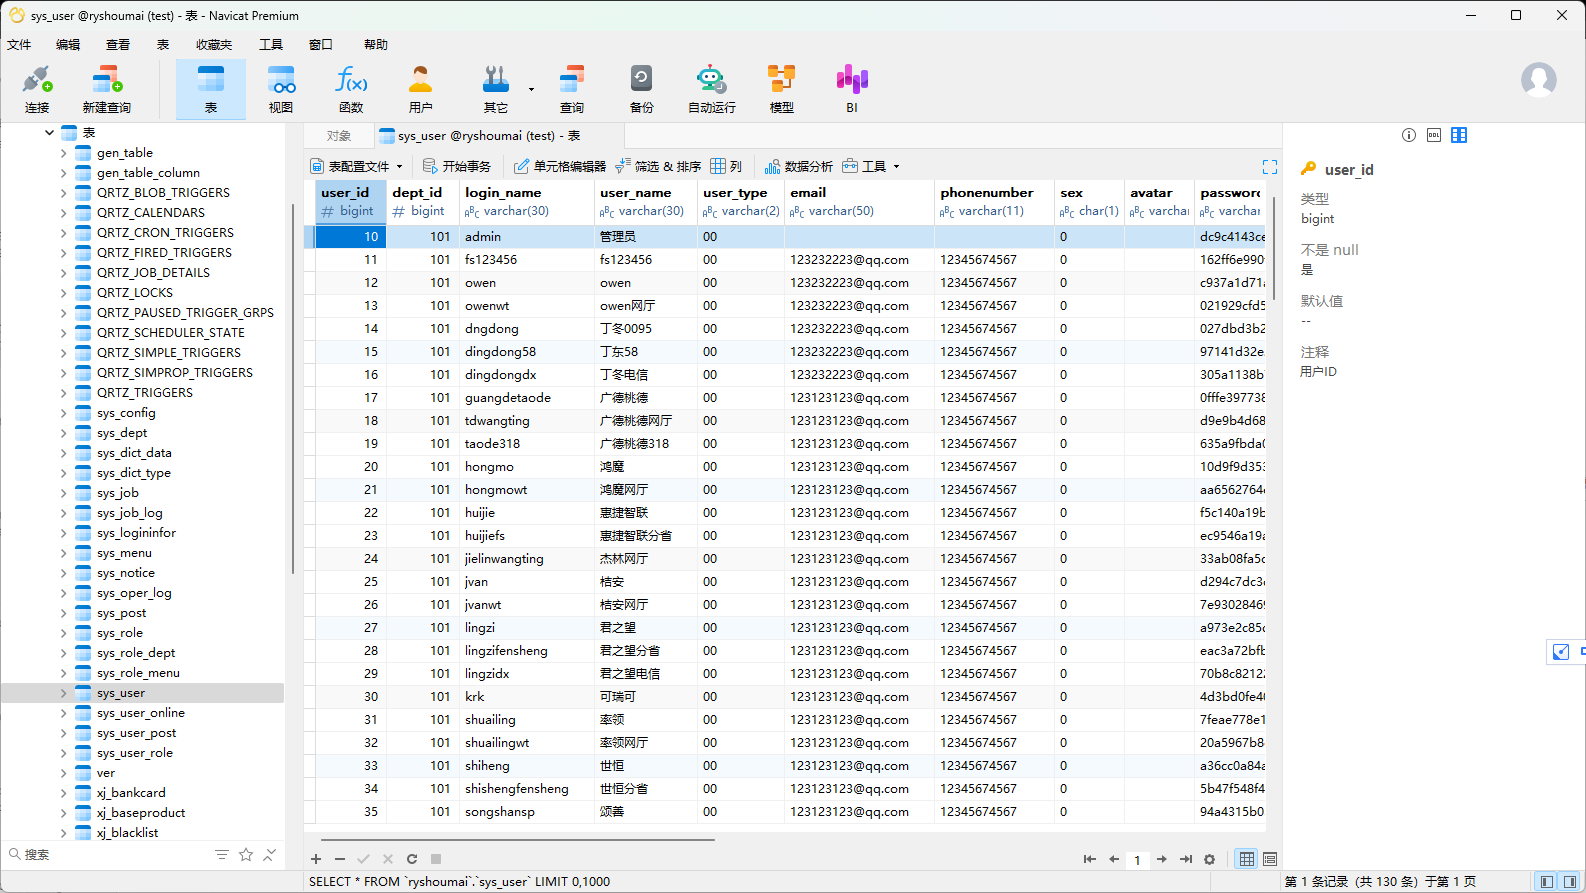 sys_user @ryshoumai (test) - 表 - Navicat Premium
文件 编辑 查看 表 收藏夹 工具 窗口 帮助
连接 新建查询 表 视图 函数 用户 其它 查询 备份 自动运行 模型 BI
表
gen_table
gen_table_column
QRTZ_BLOB_TRIGGERS
QRTZ_CALENDARS
QRTZ_CRON_TRIGGERS
QRTZ_FIRED_TRIGGERS
QRTZ_JOB_DETAILS
QRTZ_LOCKS
QRTZ_PAUSED_TRIGGER_GRPS
QRTZ_SCHEDULER_STATE
QRTZ_SIMPLE_TRIGGERS
QRTZ_SIMPROP_TRIGGERS
QRTZ_TRIGGERS
sys_config
sys_dept
sys_dict_data
sys_dict_type
sys_job
sys_job_log
sys_logininfor
sys_menu
sys_notice
sys_oper_log
sys_post
sys_role
sys_role_dept
sys_role_menu
sys_user
sys_user_online
sys_user_post
sys_user_role
ver
xj_bankcard
xj_baseproduct
xj_blacklist
搜索
对象 sys_user @ryshoumai (test) - 表
表配置文件 开始事务 单元格编辑器 筛选 & 排序 列 数据分析 工具
user_id dept_id login_name user_name user_type email phonenumber sex avatar password
# bigint # bigint ABC varchar(30) ABC varchar(30) ABC varchar(2) ABC varchar(50) ABC varchar(11) ABC char(1) ABC varchar ABC varchar
10 101 admin 管理员 00 0 dc9c4143ce
11 101 fs123456 fs123456 00 123232223@qq.com 12345674567 0 162ff6e990
12 101 owen owen 00 123232223@qq.com 12345674567 0 c937a1d71a
13 101 owenwt owen网厅 00 123232223@qq.com 12345674567 0 021929cfd5
14 101 dngdong 丁冬0095 00 123232223@qq.com 12345674567 0 027dbd3b2
15 101 dingdong58 丁东58 00 123232223@qq.com 12345674567 0 97141d32e
16 101 dingdongdx 丁冬电信 00 123232223@qq.com 12345674567 0 305a1138b
17 101 guangdetaode 广德桃德 00 123123123@qq.com 12345674567 0 0fffe397738
18 101 tdwangting 广德桃德网厅 00 123123123@qq.com 12345674567 0 d9e9b4d68
19 101 taode318 广德桃德318 00 123123123@qq.com 12345674567 0 635a9fbda0
20 101 hongmo 鸿魔 00 123123123@qq.com 12345674567 0 10d9f9d353
21 101 hongmowt 鸿魔网厅 00 123123123@qq.com 12345674567 0 aa6562764
22 101 huijie 惠捷智联 00 123123123@qq.com 12345674567 0 f5c140a19b
23 101 huijiefs 惠捷智联分省 00 123123123@qq.com 12345674567 0 ec9546a19a
24 101 jielinwangting 杰林网厅 00 123123123@qq.com 12345674567 0 33ab08fa5c
25 101 jvan 桔安 00 123123123@qq.com 12345674567 0 d294c7dc3
26 101 jvanwt 桔安网厅 00 123123123@qq.com 12345674567 0 7e9302846
27 101 lingzi 君之望 00 123123123@qq.com 12345674567 0 a973e2c85
28 101 lingzifensheng 君之望分省 00 123123123@qq.com 12345674567 0 eac3a72bfb
29 101 lingzidx 君之望电信 00 123123123@qq.com 12345674567 0 70b8c8212
30 101 krk 可瑞可 00 123123123@qq.com 12345674567 0 4d3bd0fe4
31 101 shuailing 率领 00 123123123@qq.com 12345674567 0 7feae778e1
32 101 shuailingwt 率领网厅 00 123123123@qq.com 12345674567 0 20a5967b8
33 101 shiheng 世恒 00 123123123@qq.com 12345674567 0 a36cc0a84a
34 101 shishengfensheng 世恒分省 00 123123123@qq.com 12345674567 0 5b47f548f4
35 101 songshansp 颂善 00 123123123@qq.com 12345674567 0 94a4315b0
1
SELECT * FROM `ryshoumai`.`sys_user` LIMIT 0,1000
第 1 条记录 (共 130 条) 于第 1 页
DDL
user_id
类型
bigint
不是 null
是
默认值
--
注释
用户ID